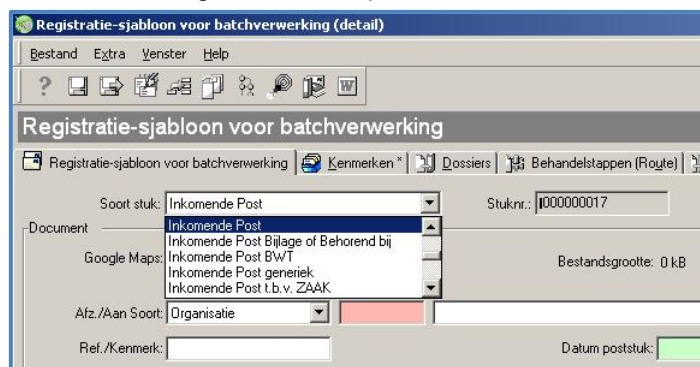 Registratie-sjabloon voor batchverwerking (detail)
Bestand Extra Venster Help
Registratie-sjabloon voor batchverwerking
Registratie-sjabloon voor batchverwerking Kenmerken * Dossiers Behandelstappen (Route)
Soort stuk: Inkomende Post Stuknr.: I000000017
Document
Inkomende Post
Inkomende Post Bijlage of Behorend bij
Google Maps: Inkomende Post BWT Bestandsgrootte: 0 kB
Inkomende Post generiek
Inkomende Post t.b.v. ZAAK
Afz./Aan Soort: Organisatie
Ref./Kenmerk: Datum poststuk: